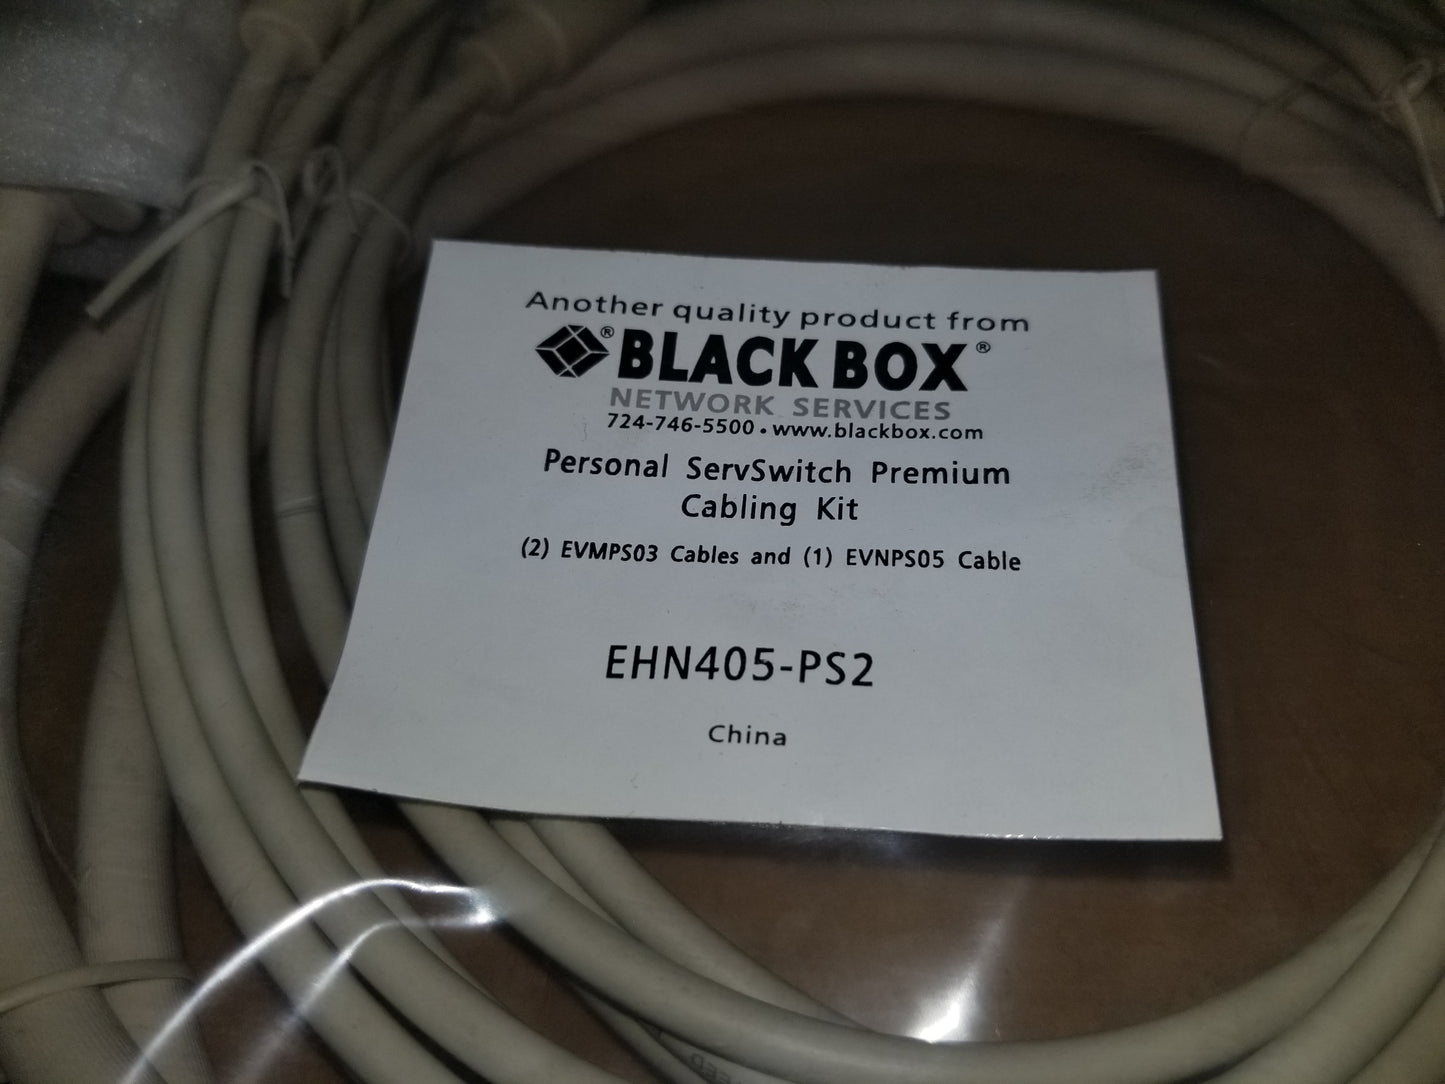 Another quality product from
® BLACK BOX ®
NETWORK SERVICES
724-746-5500 • www.blackbox.com
Personal ServSwitch Premium
Cabling Kit
(2) EVMPS03 Cables and (1) EVNPS05 Cable
EHN405-PS2
China